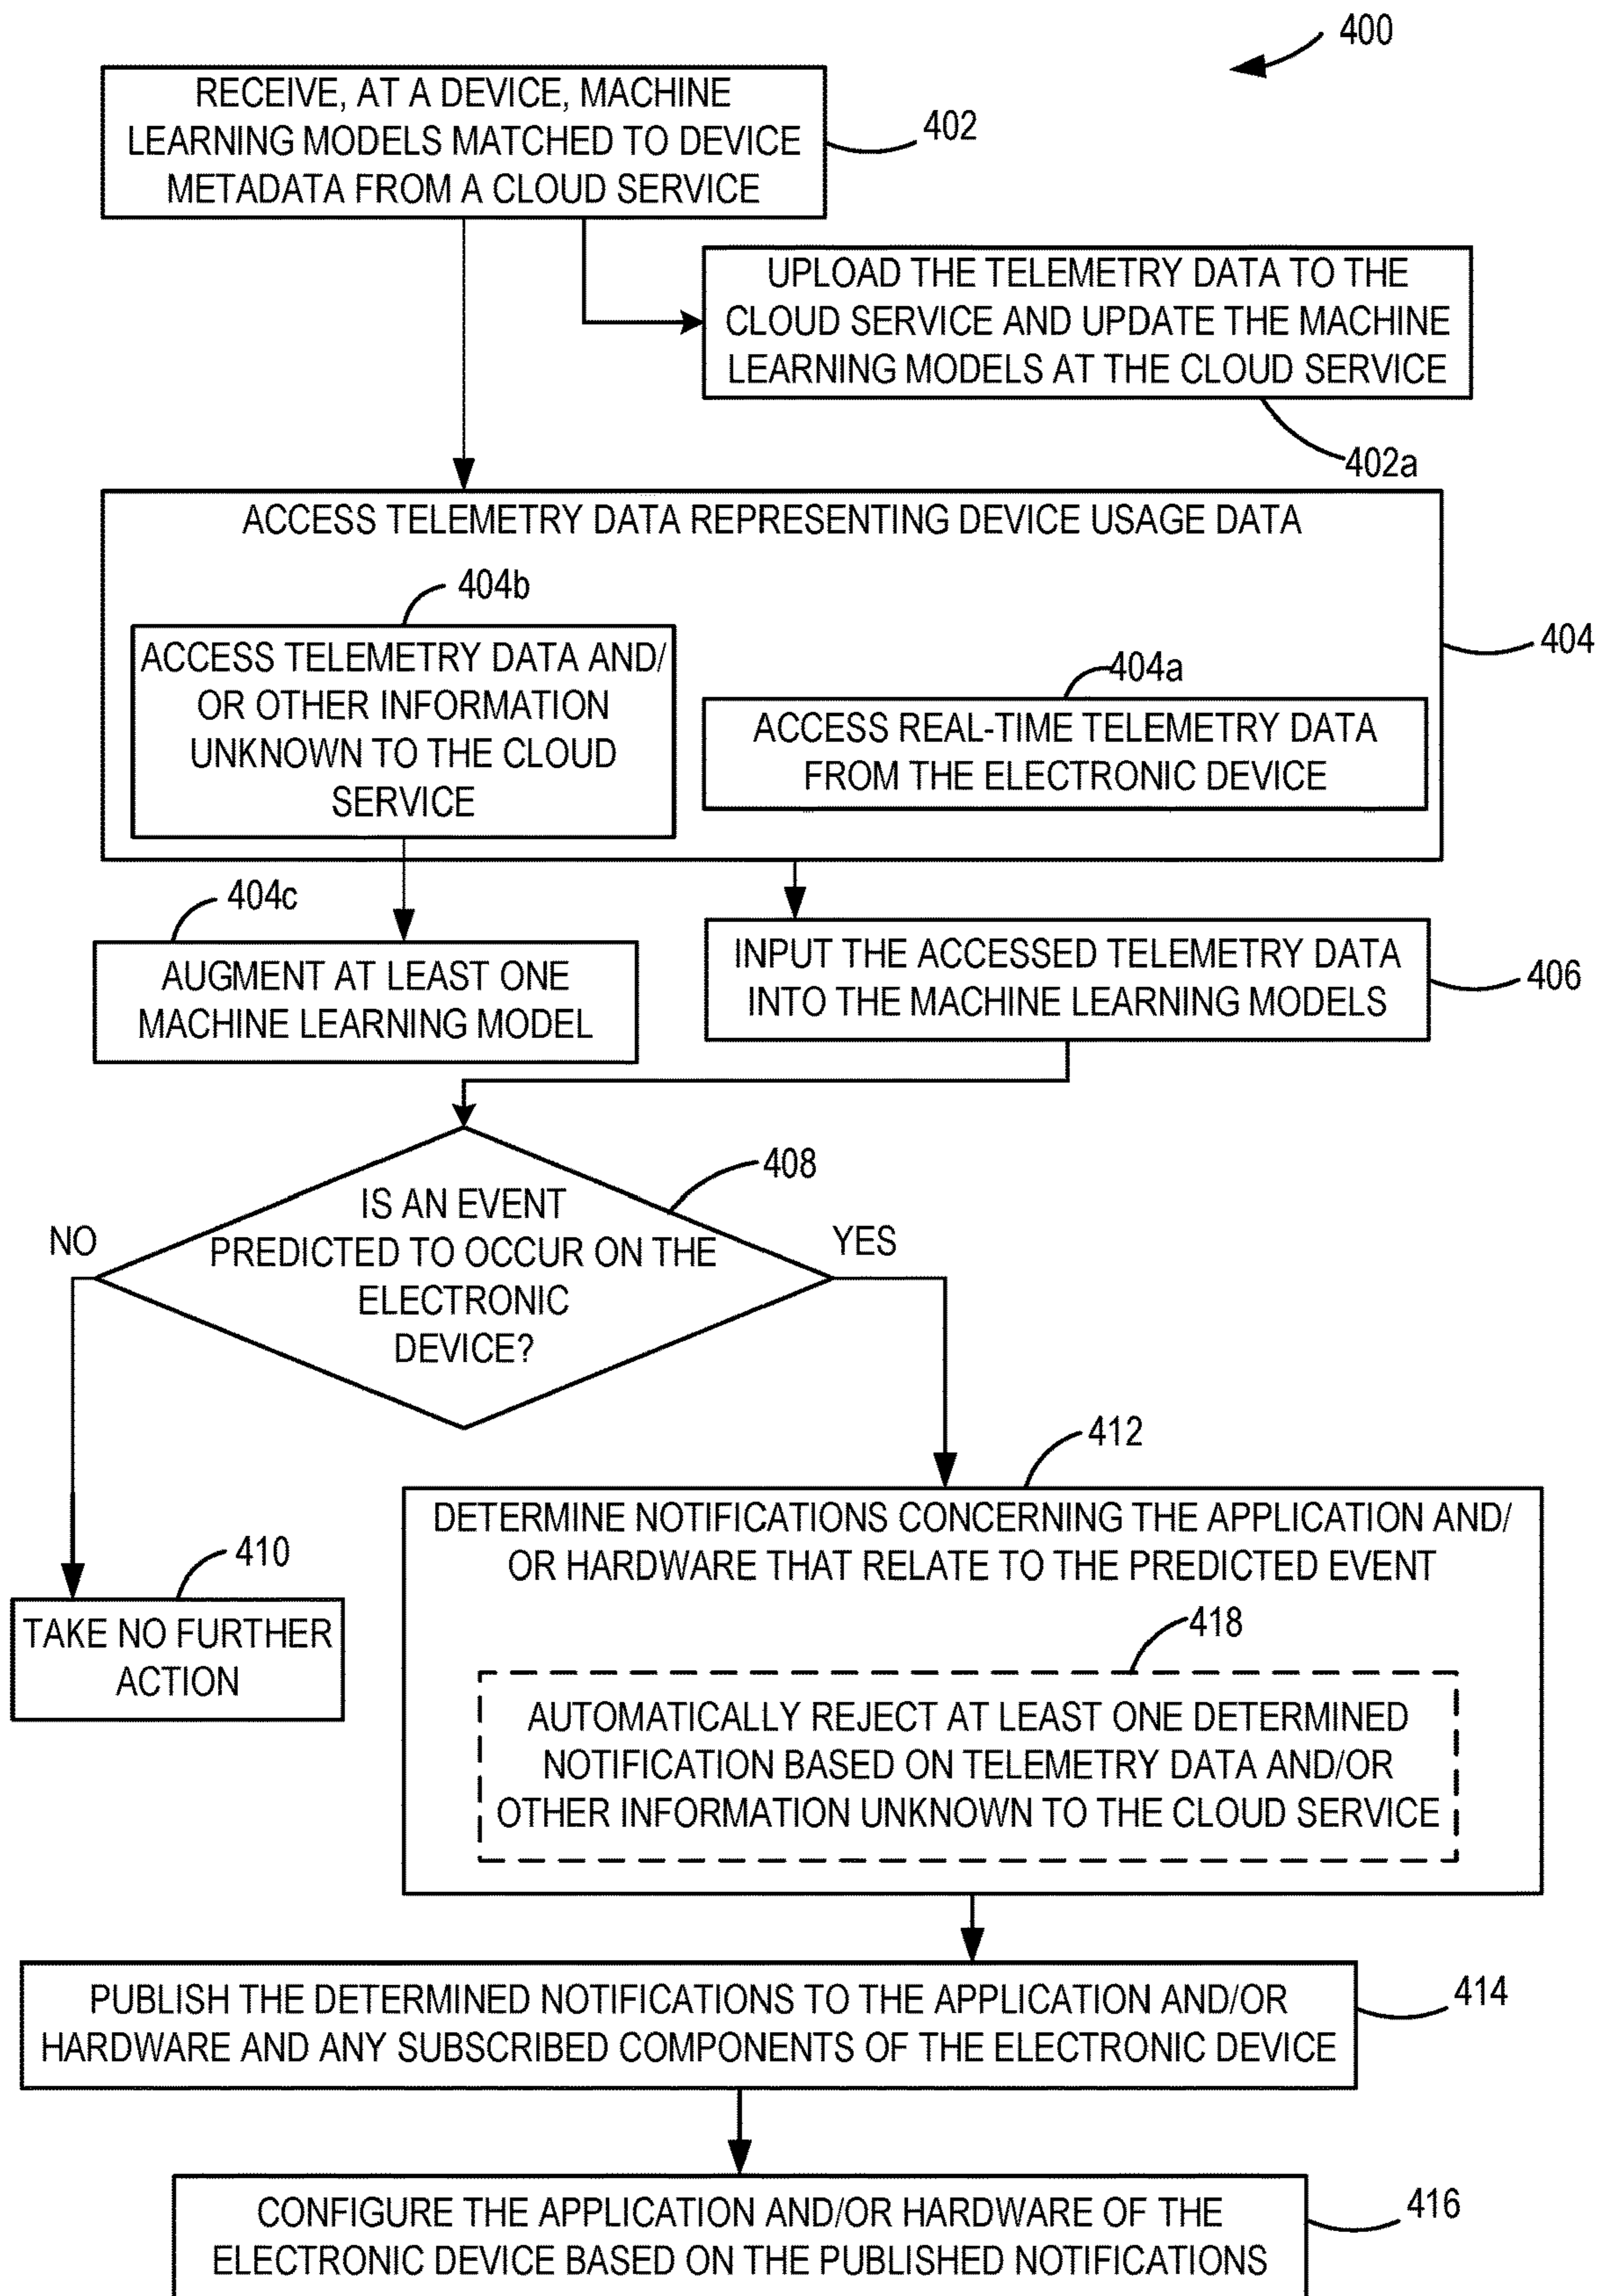 400
RECEIVE, AT A DEVICE, MACHINE
LEARNING MODELS MATCHED TO DEVICE
METADATA FROM A CLOUD SERVICE
402
UPLOAD THE TELEMETRY DATA TO THE
CLOUD SERVICE AND UPDATE THE MACHINE
LEARNING MODELS AT THE CLOUD SERVICE
402a
ACCESS TELEMETRY DATA REPRESENTING DEVICE USAGE DATA
404
404b
ACCESS TELEMETRY DATA AND/
OR OTHER INFORMATION
UNKNOWN TO THE CLOUD
SERVICE
404a
ACCESS REAL-TIME TELEMETRY DATA
FROM THE ELECTRONIC DEVICE
404c
AUGMENT AT LEAST ONE
MACHINE LEARNING MODEL
INPUT THE ACCESSED TELEMETRY DATA
INTO THE MACHINE LEARNING MODELS
406
408
IS AN EVENT
PREDICTED TO OCCUR ON THE
ELECTRONIC
DEVICE?
NO
YES
410
TAKE NO FURTHER
ACTION
412
DETERMINE NOTIFICATIONS CONCERNING THE APPLICATION AND/
OR HARDWARE THAT RELATE TO THE PREDICTED EVENT
418
AUTOMATICALLY REJECT AT LEAST ONE DETERMINED
NOTIFICATION BASED ON TELEMETRY DATA AND/OR
OTHER INFORMATION UNKNOWN TO THE CLOUD SERVICE
PUBLISH THE DETERMINED NOTIFICATIONS TO THE APPLICATION AND/OR
HARDWARE AND ANY SUBSCRIBED COMPONENTS OF THE ELECTRONIC DEVICE
414
CONFIGURE THE APPLICATION AND/OR HARDWARE OF THE
ELECTRONIC DEVICE BASED ON THE PUBLISHED NOTIFICATIONS
416